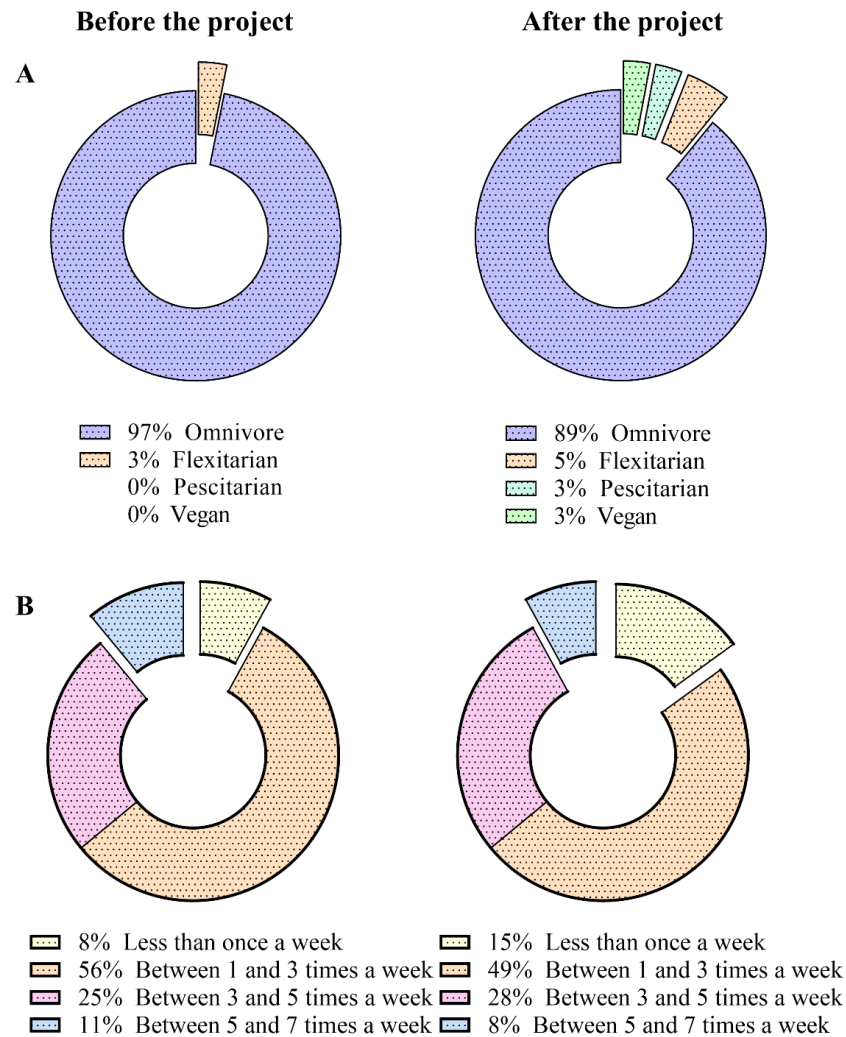 Before the project
After the project
A
97% Omnivore
3% Flexitarian
0% Pescitarian
0% Vegan
89% Omnivore
5% Flexitarian
3% Pescitarian
3% Vegan
B
8% Less than once a week
56% Between 1 and 3 times a week
25% Between 3 and 5 times a week
11% Between 5 and 7 times a week
15% Less than once a week
49% Between 1 and 3 times a week
28% Between 3 and 5 times a week
8% Between 5 and 7 times a week